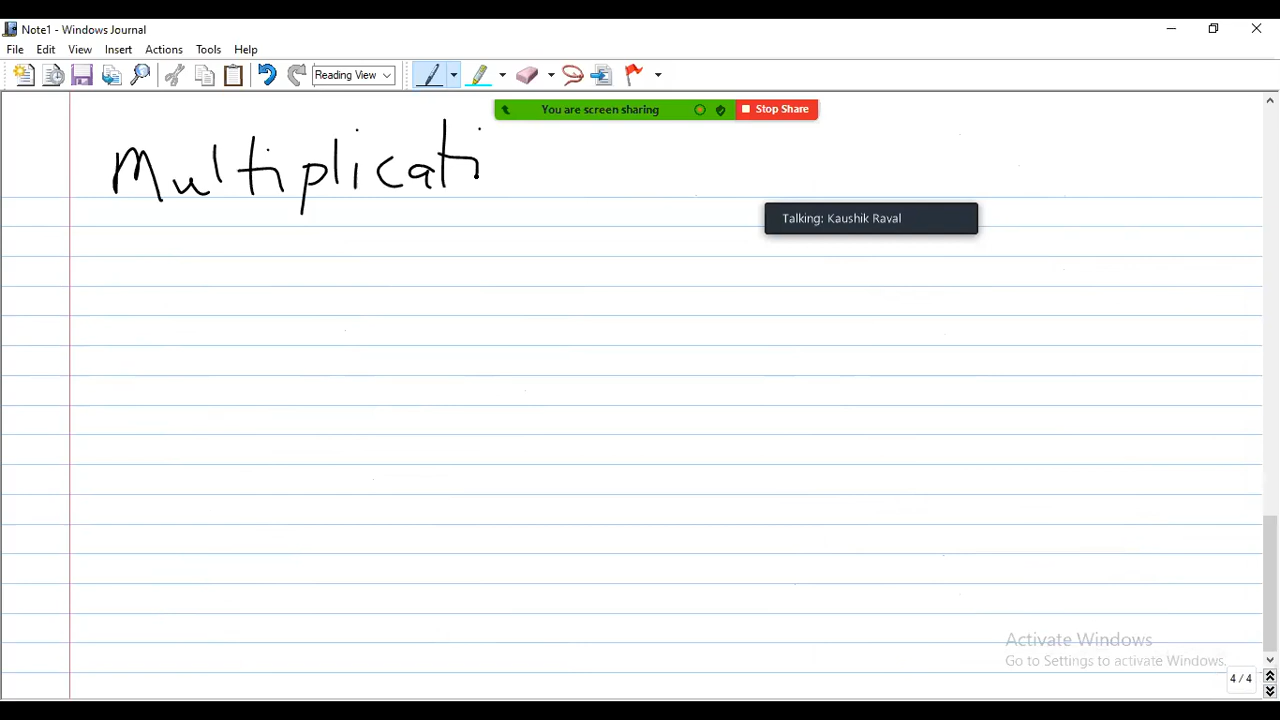 Note1 - Windows Journal
File Edit View Insert Actions Tools Help
Reading View
You are screen sharing Stop Share
Multiplicati
Talking: Kaushik Raval
Activate Windows
Go to Settings to activate Windows.
4 / 4